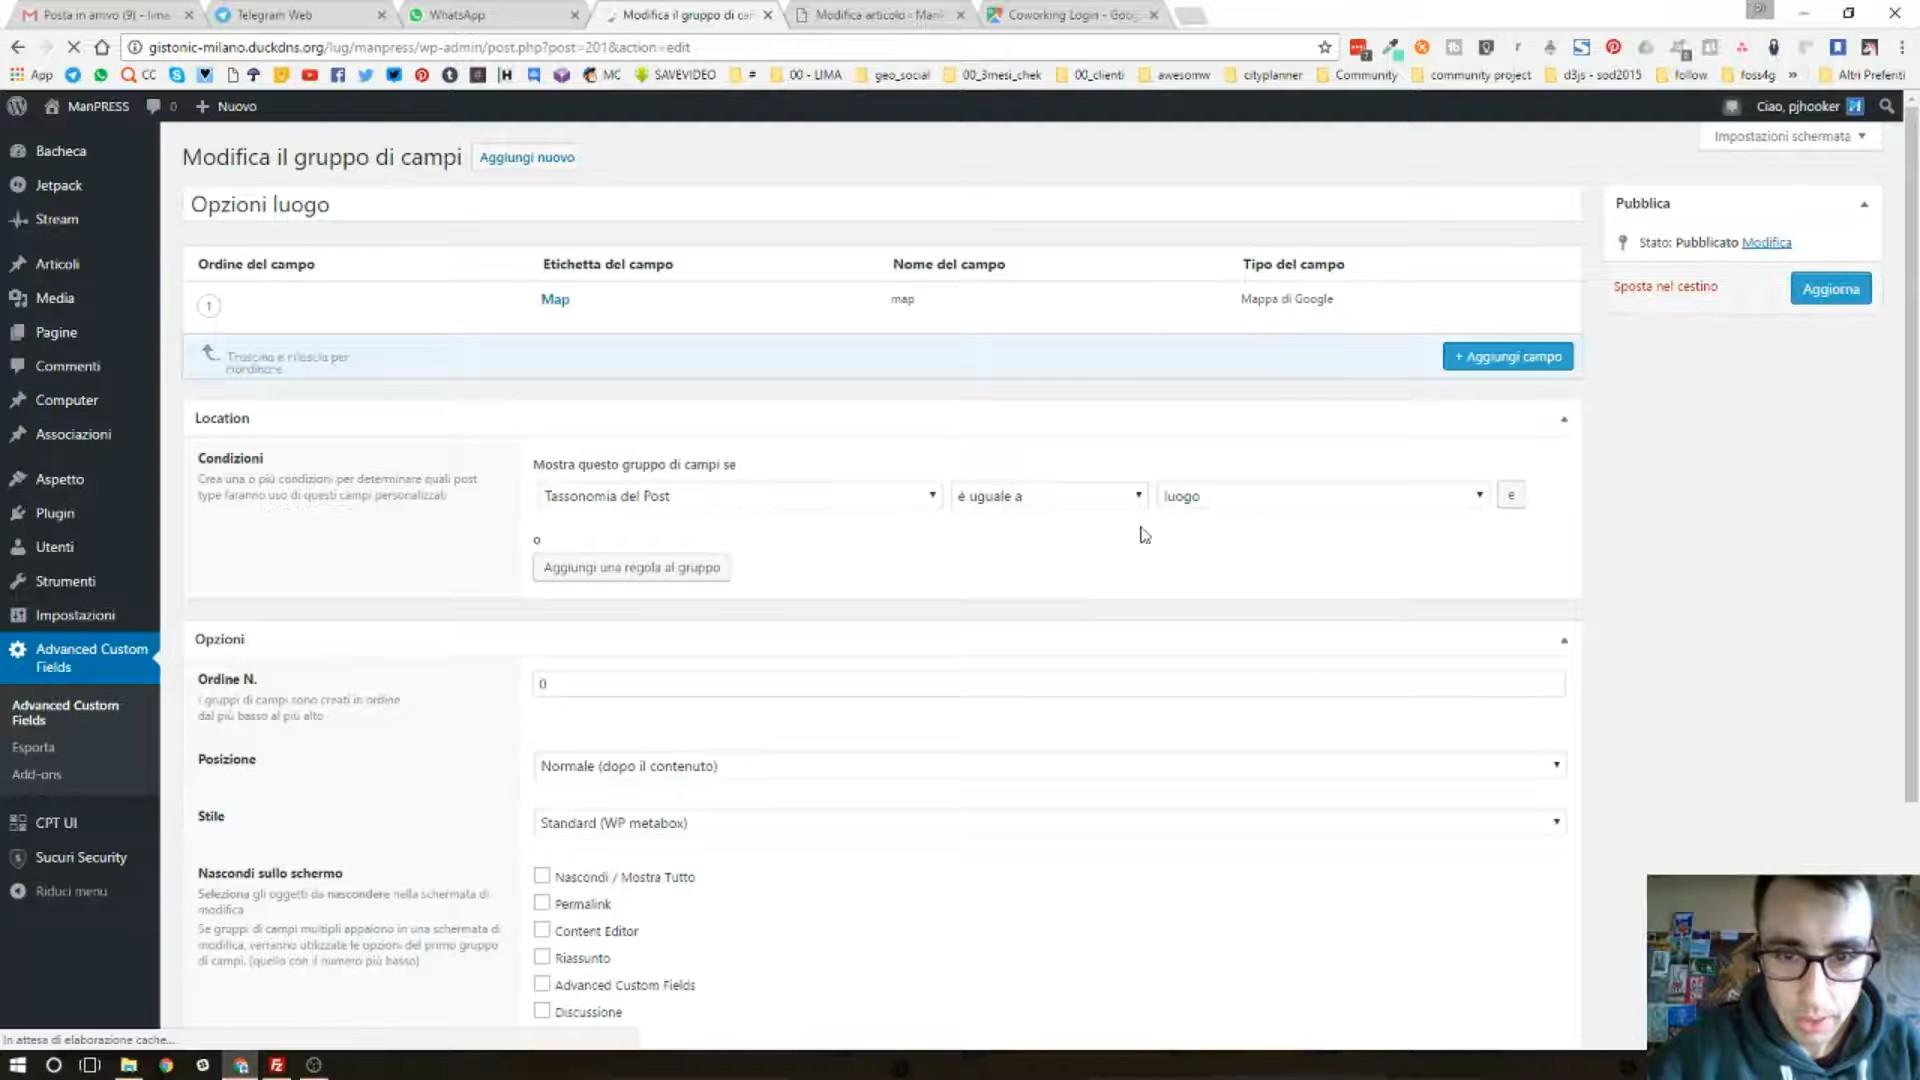 Posta in arrivo (9) - lima
Telegram Web
WhatsApp
Modifica il gruppo di car
Modifica articolo - Man
Coworking Login - Goo
gistonic-milano.duckdns.org/lug/manpress/wp-admin/post.php?post=201&action=edit
App
CC
MC
SAVEVIDEO
=
00 - LIMA
geo_social
00_3mesi_chek
00_clienti
awesomw
cityplanner
Community
community project
d3js - sod2015
follow
foss4g
»
Altri Preferiti
ManPRESS
0
Nuovo
Ciao, pjhooker
Impostazioni schermata
Bacheca
Jetpack
Stream
Articoli
Media
Pagine
Commenti
Computer
Associazioni
Aspetto
Plugin
Utenti
Strumenti
Impostazioni
Advanced Custom
Fields
Advanced Custom
Fields
Esporta
Add-ons
CPT UI
Sucuri Security
Riduci menu
Modifica il gruppo di campi
Aggiungi nuovo
Opzioni luogo
Ordine del campo
Etichetta del campo
Nome del campo
Tipo del campo
1
Map
map
Mappa di Google
Trascina e rilascia per
riordinare
+ Aggiungi campo
Location
Condizioni
Crea una o più condizioni per determinare quali post
type faranno uso di questi campi personalizzati
Mostra questo gruppo di campi se
Tassonomia del Post
è uguale a
luogo
e
o
Aggiungi una regola al gruppo
Opzioni
Ordine N.
I gruppi di campi sono creati in ordine
dal più basso al più alto
0
Posizione
Normale (dopo il contenuto)
Stile
Standard (WP metabox)
Nascondi sullo schermo
Seleziona gli oggetti da nascondere nella schermata di
modifica
Se gruppi di campi multipli appaiono in una schermata di
modifica, verranno utilizzate le opzioni del primo gruppo
di campi. (quello con il numero più basso)
Nascondi / Mostra Tutto
Permalink
Content Editor
Riassunto
Advanced Custom Fields
Discussione
Pubblica
Stato: Pubblicato Modifica
Sposta nel cestino
Aggiorna
In attesa di elaborazione cache...